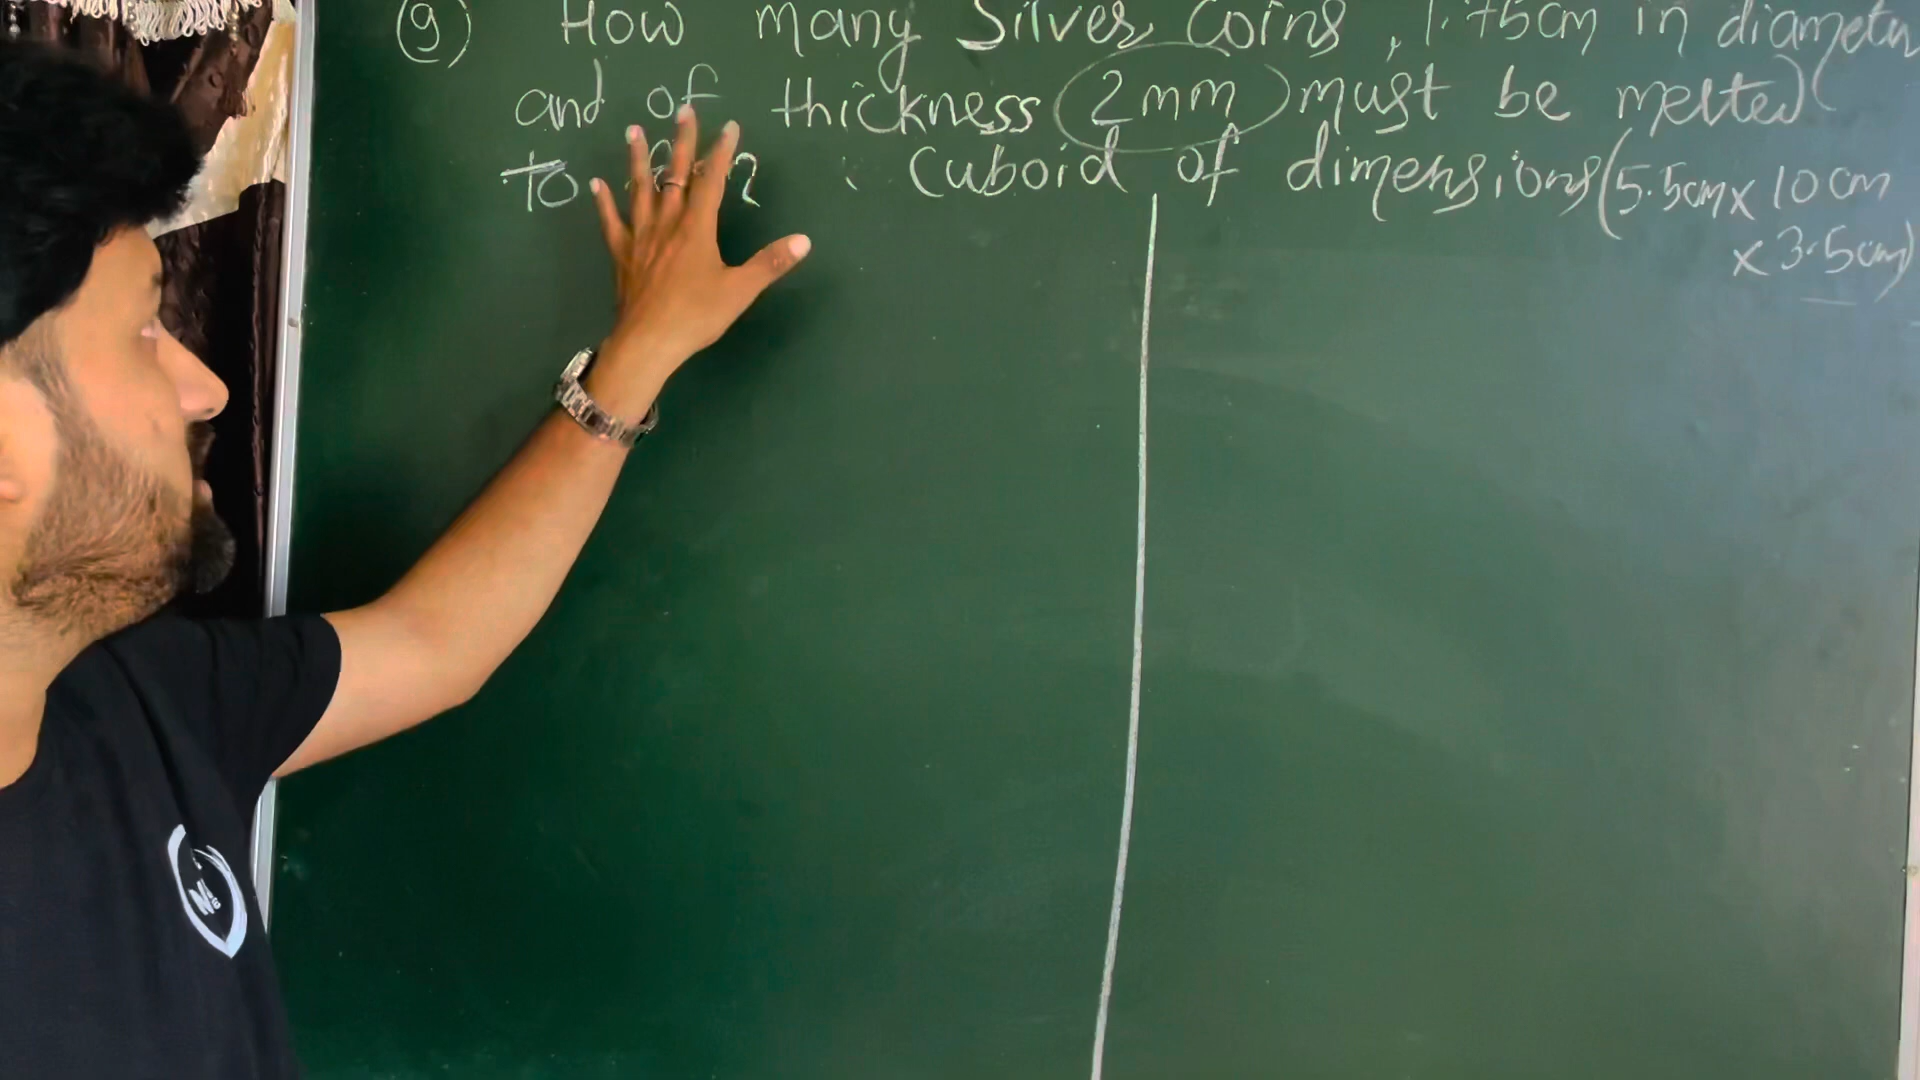 (9) How many Silver Coins, 1.75cm in diameter
and of thickness 2mm must be melted
to cuboid of dimensions (5.5cm x 10cm
x 3.5cm)